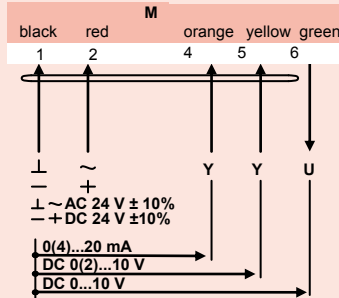 M
black red orange yellow green
1 2 4 5 6
⊥ ~ Y Y U
− +
⊥ ~ AC 24 V ± 10%
− + DC 24 V ±10%
0(4)...20 mA
DC 0(2)...10 V
DC 0...10 V